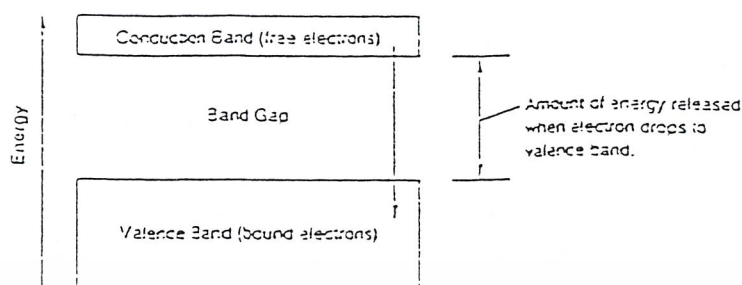 Conduction Band (free electrons)
Energy
Band Gap
Amount of energy released
when electron drops to
valence band.
Valence Band (bound electrons)